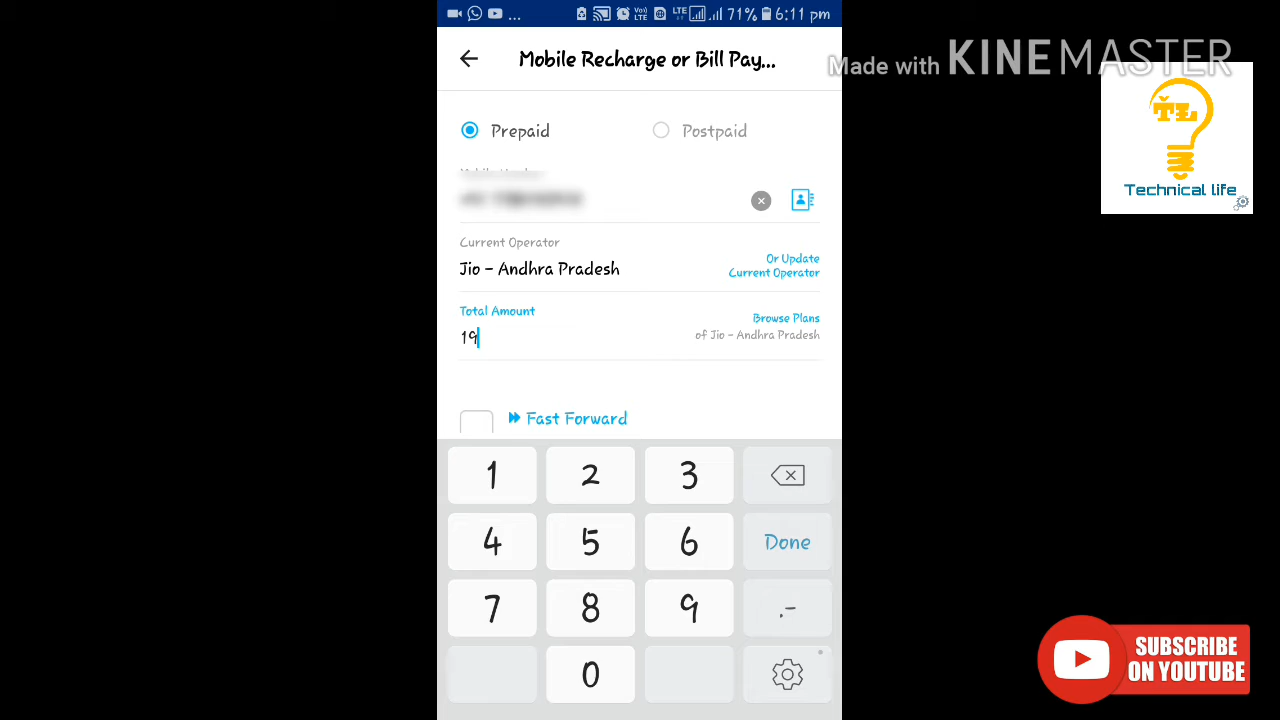 ... LTE 71% 6:11 pm
Mobile Recharge or Bill Pay...
Made with KINEMASTER
Prepaid Postpaid
TL
Technical life
Current Operator
Jio - Andhra Pradesh
Or Update
Current Operator
Total Amount
19
Browse Plans
of Jio - Andhra Pradesh
Fast Forward
1 2 3
4 5 6 Done
7 8 9 .-
0
SUBSCRIBE
ON YOUTUBE